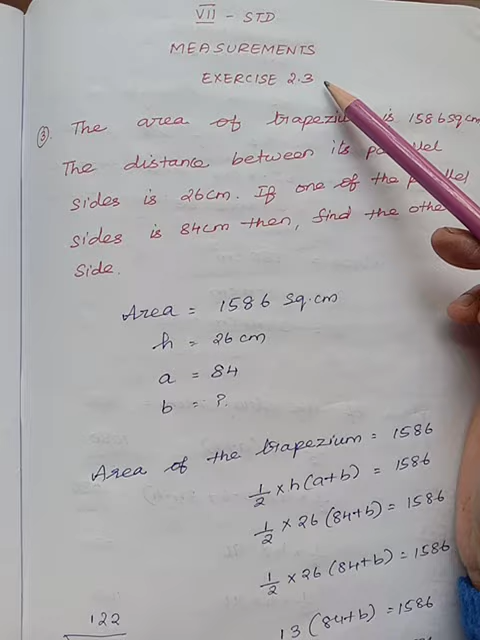 VII - STD
MEASUREMENTS
EXERCISE 2.3
③. The area of trapezium is 1586 sq.cm
The distance between its parallel
sides is 26cm. If one of the parallel
sides is 84cm then, find the othe
side.
Area = 1586 sq.cm
h = 26 cm
a = 84
b = ?
Area of the trapezium = 1586
1/2 × h (a+b) = 1586
1/2 × 26 (84+b) = 1586
1/2 × 26 (84+b) = 1586
13 (84+b) = 1586
122